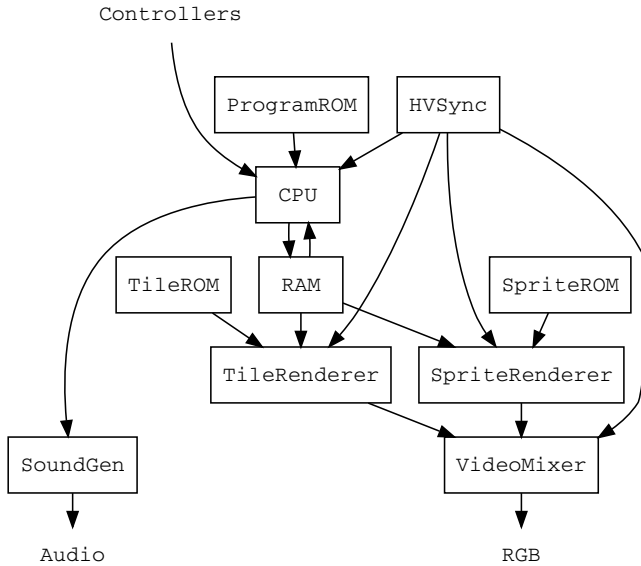 Controllers
ProgramROM
HVSync
CPU
TileROM
RAM
SpriteROM
TileRenderer
SpriteRenderer
SoundGen
VideoMixer
Audio
RGB